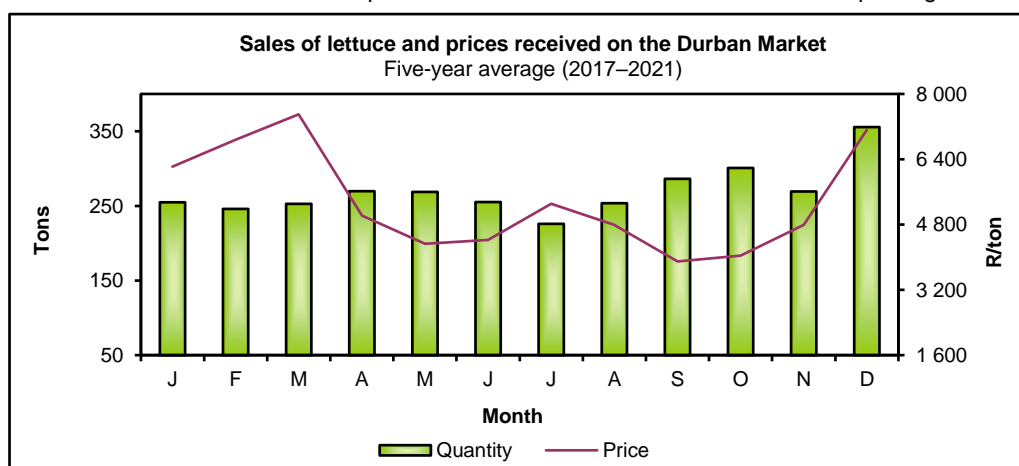 Sales of lettuce and prices received on the Durban Market
Five-year average (2017–2021)
Tons
350
250
150
50
8 000
6 400
4 800
3 200
1 600
R/ton
J F M A M J J A S O N D
Month
Quantity Price